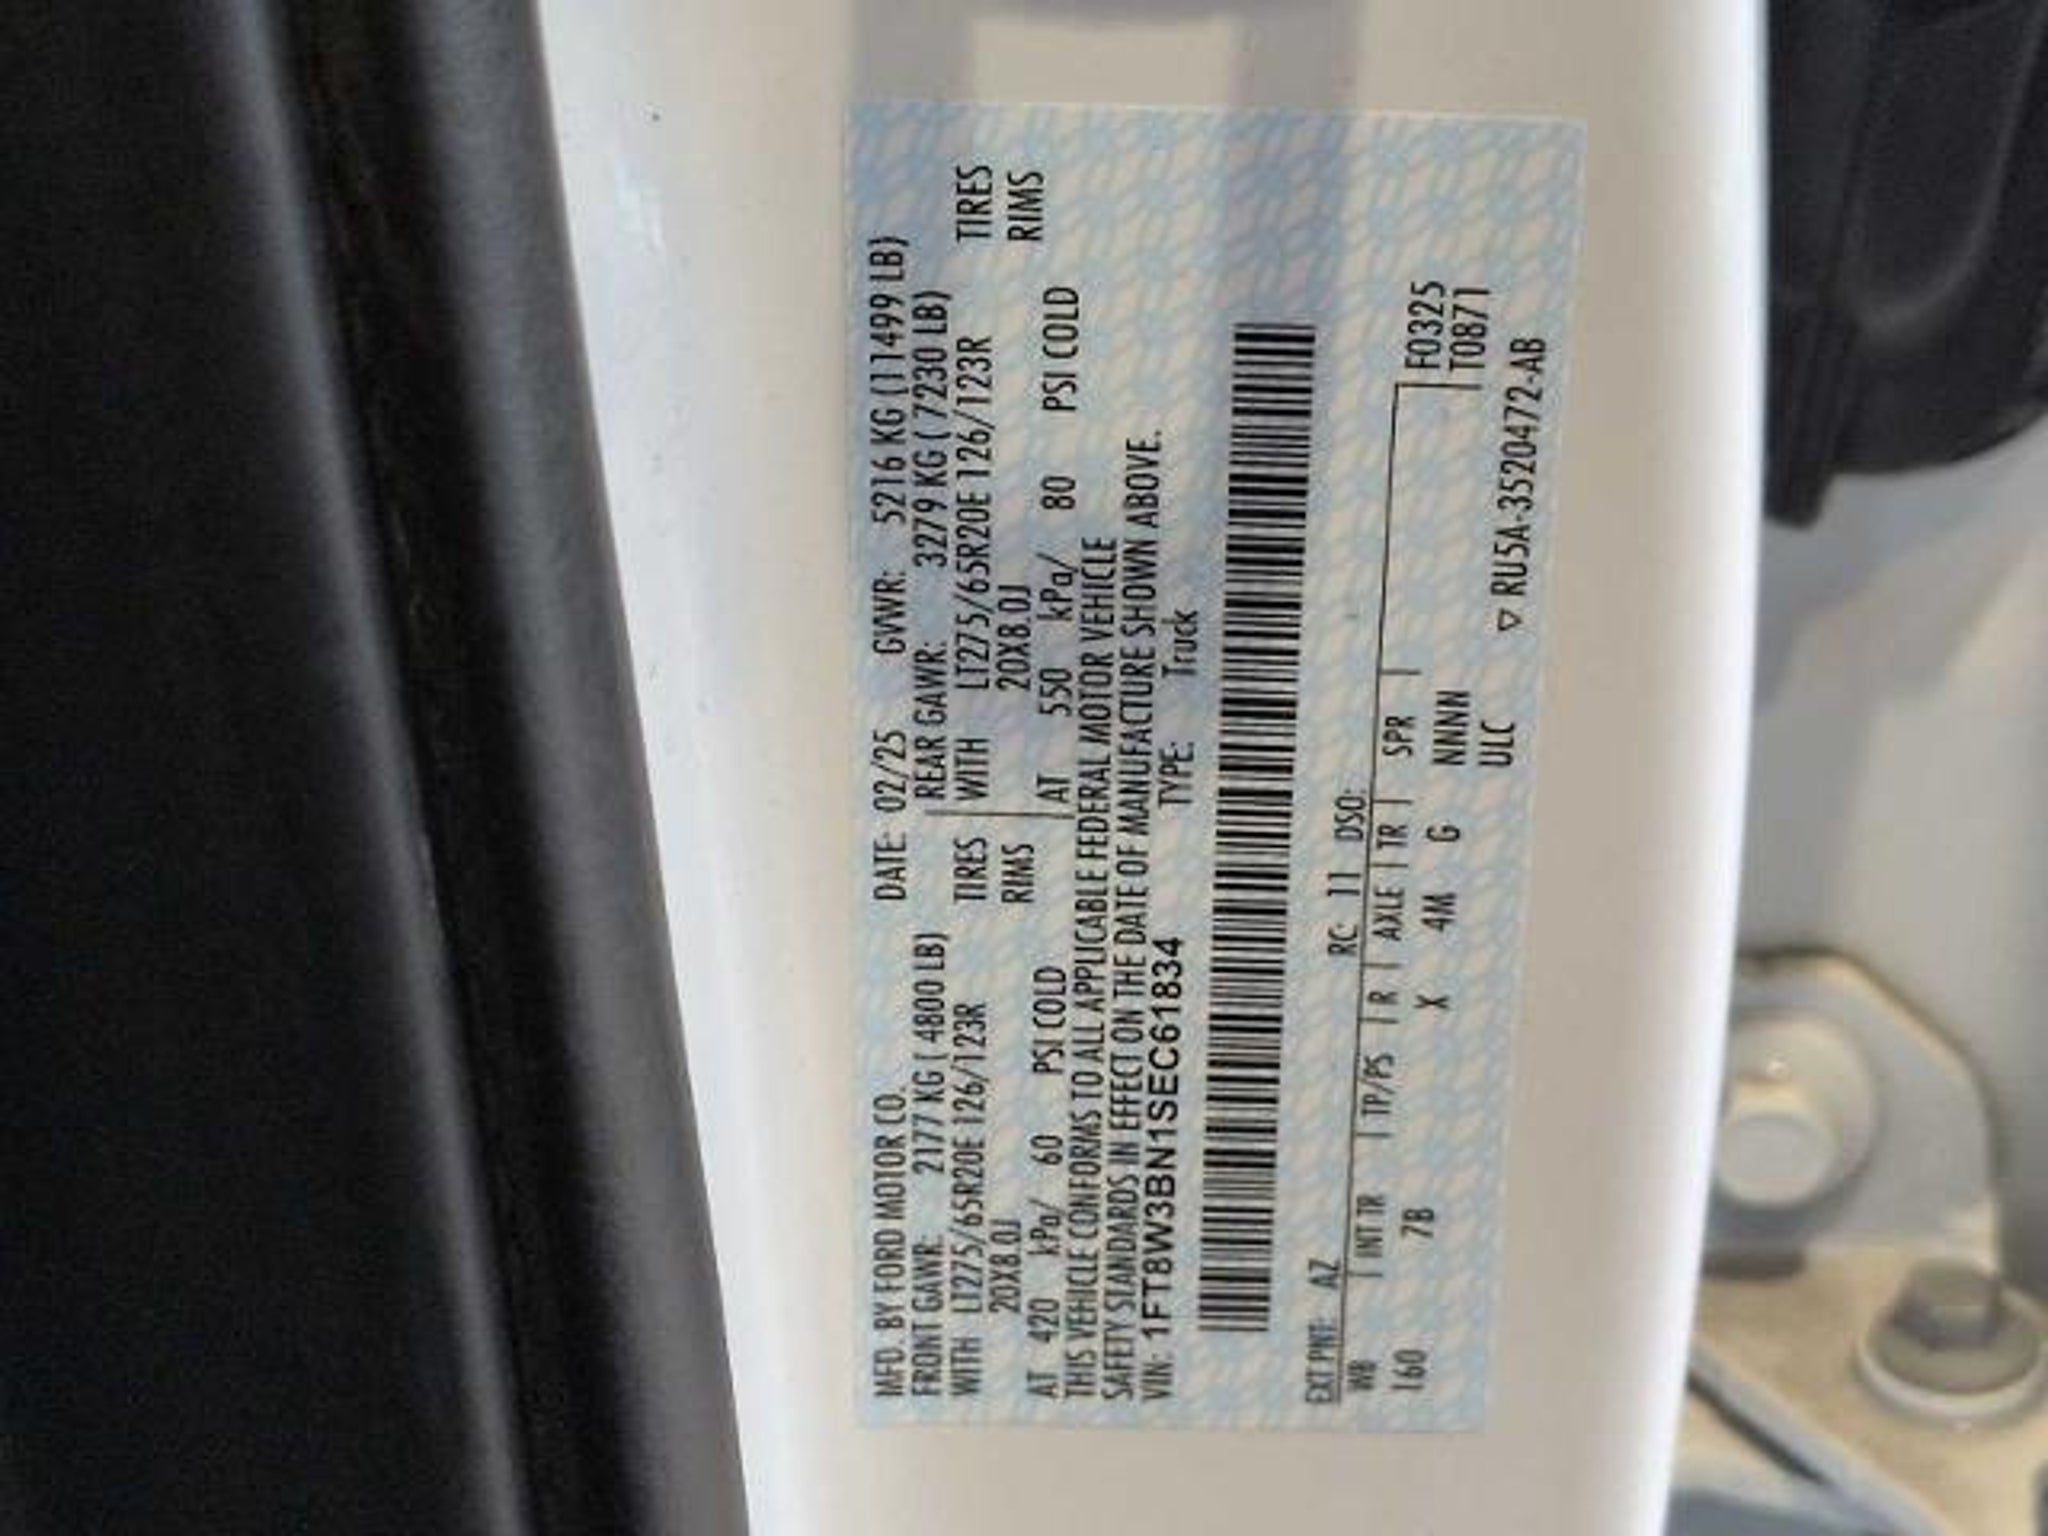 MFD. BY FORD MOTOR CO. DATE: 02/25 GVWR: 5216 KG (11499 LB)
FRONT GAWR: 2177 KG (4800 LB) REAR GAWR: 3279 KG (7230 LB)
WITH LT275/65R20E 126/123R TIRES WITH LT275/65R20E 126/123R TIRES
20X8.0J RIMS 20X8.0J RIMS
AT 420 kPa/ 60 PSI COLD AT 550 kPa/ 80 PSI COLD
THIS VEHICLE CONFORMS TO ALL APPLICABLE FEDERAL MOTOR VEHICLE
SAFETY STANDARDS IN EFFECT ON THE DATE OF MANUFACTURE SHOWN ABOVE.
VIN: 1FT8W3BN1SEC61834 TYPE: Truck
EXT PNT: AZ RC: 11 DSO:
WB INT TR TP/PS R AXLE TR SPR F0325
160 7B X 4M G NNNN T0871
ULC
▽ RU5A-3520472-AB